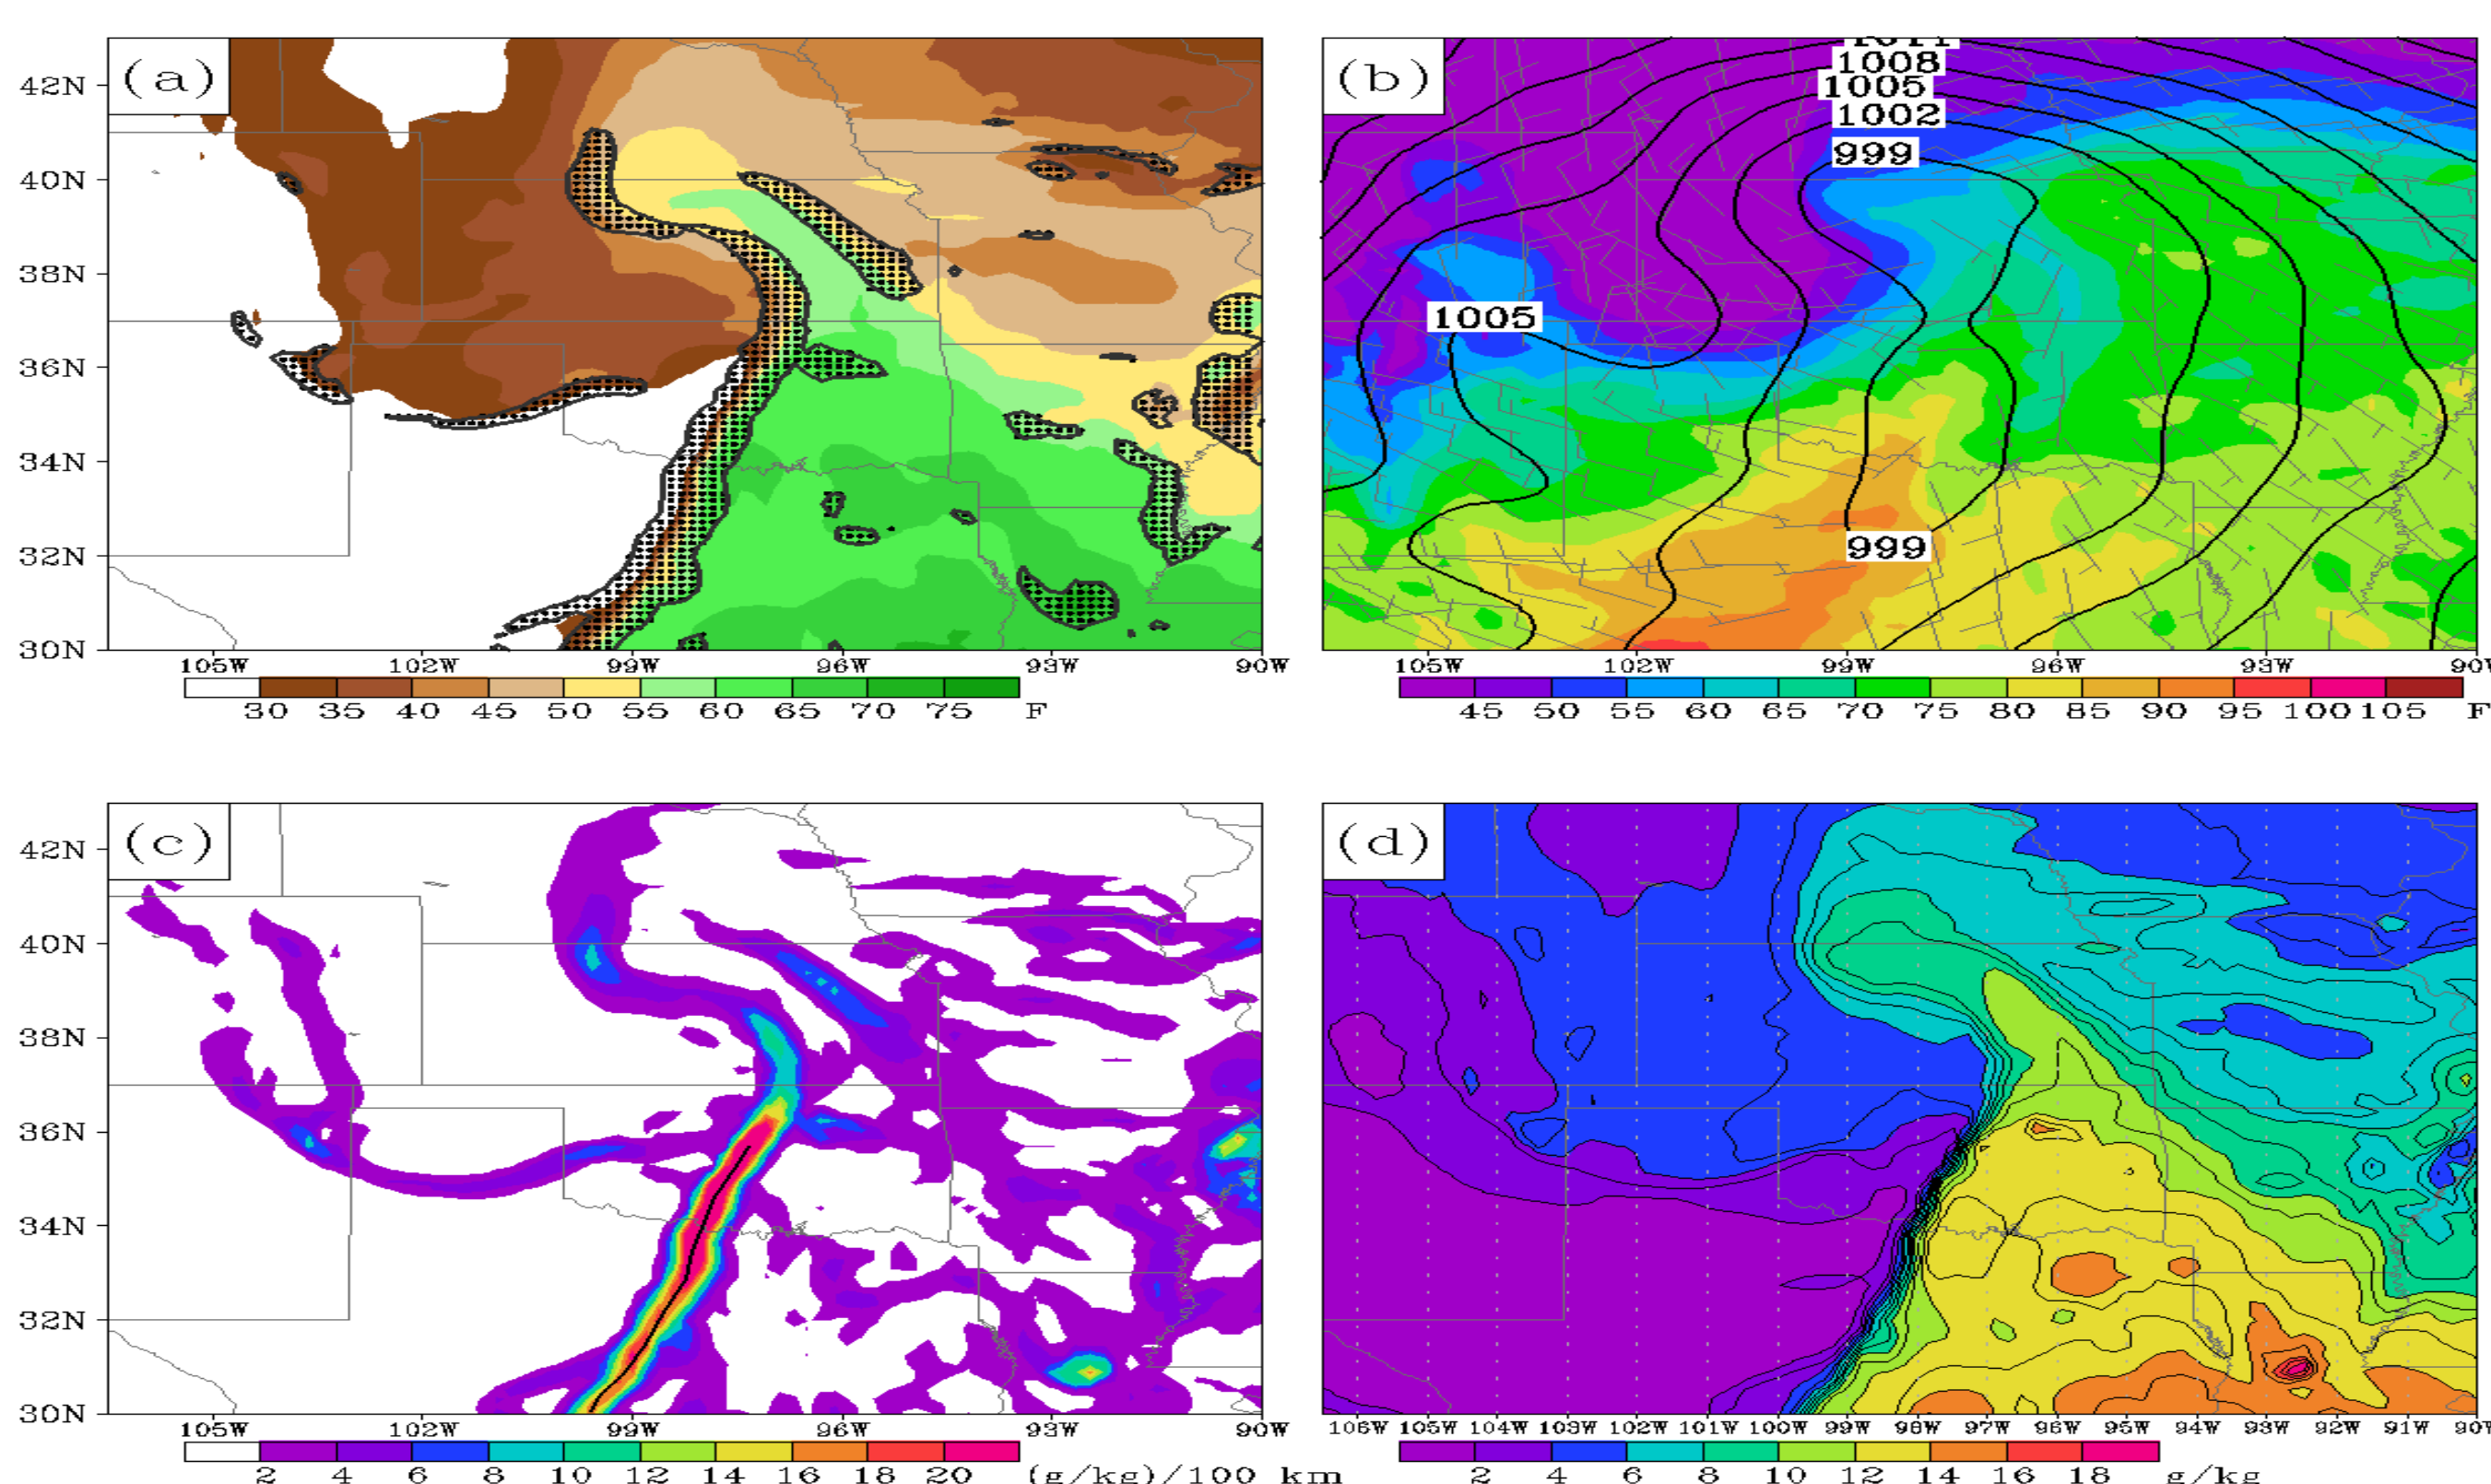 (a)
42N
40N
38N
36N
34N
32N
30N
105W 102W 99W 96W 93W 90W
30 35 40 45 50 55 60 65 70 75 F
(b)
1011
1008
1005
1002
999
1005
999
105W 102W 99W 96W 93W 90W
45 50 55 60 65 70 75 80 85 90 95 100 105 F
(c)
42N
40N
38N
36N
34N
32N
30N
105W 102W 99W 96W 93W 90W
2 4 6 8 10 12 14 16 18 20 (g/kg)/100 km
(d)
106W 105W 104W 103W 102W 101W 100W 99W 98W 97W 96W 95W 94W 93W 92W 91W 90W
2 4 6 8 10 12 14 16 18 g/kg